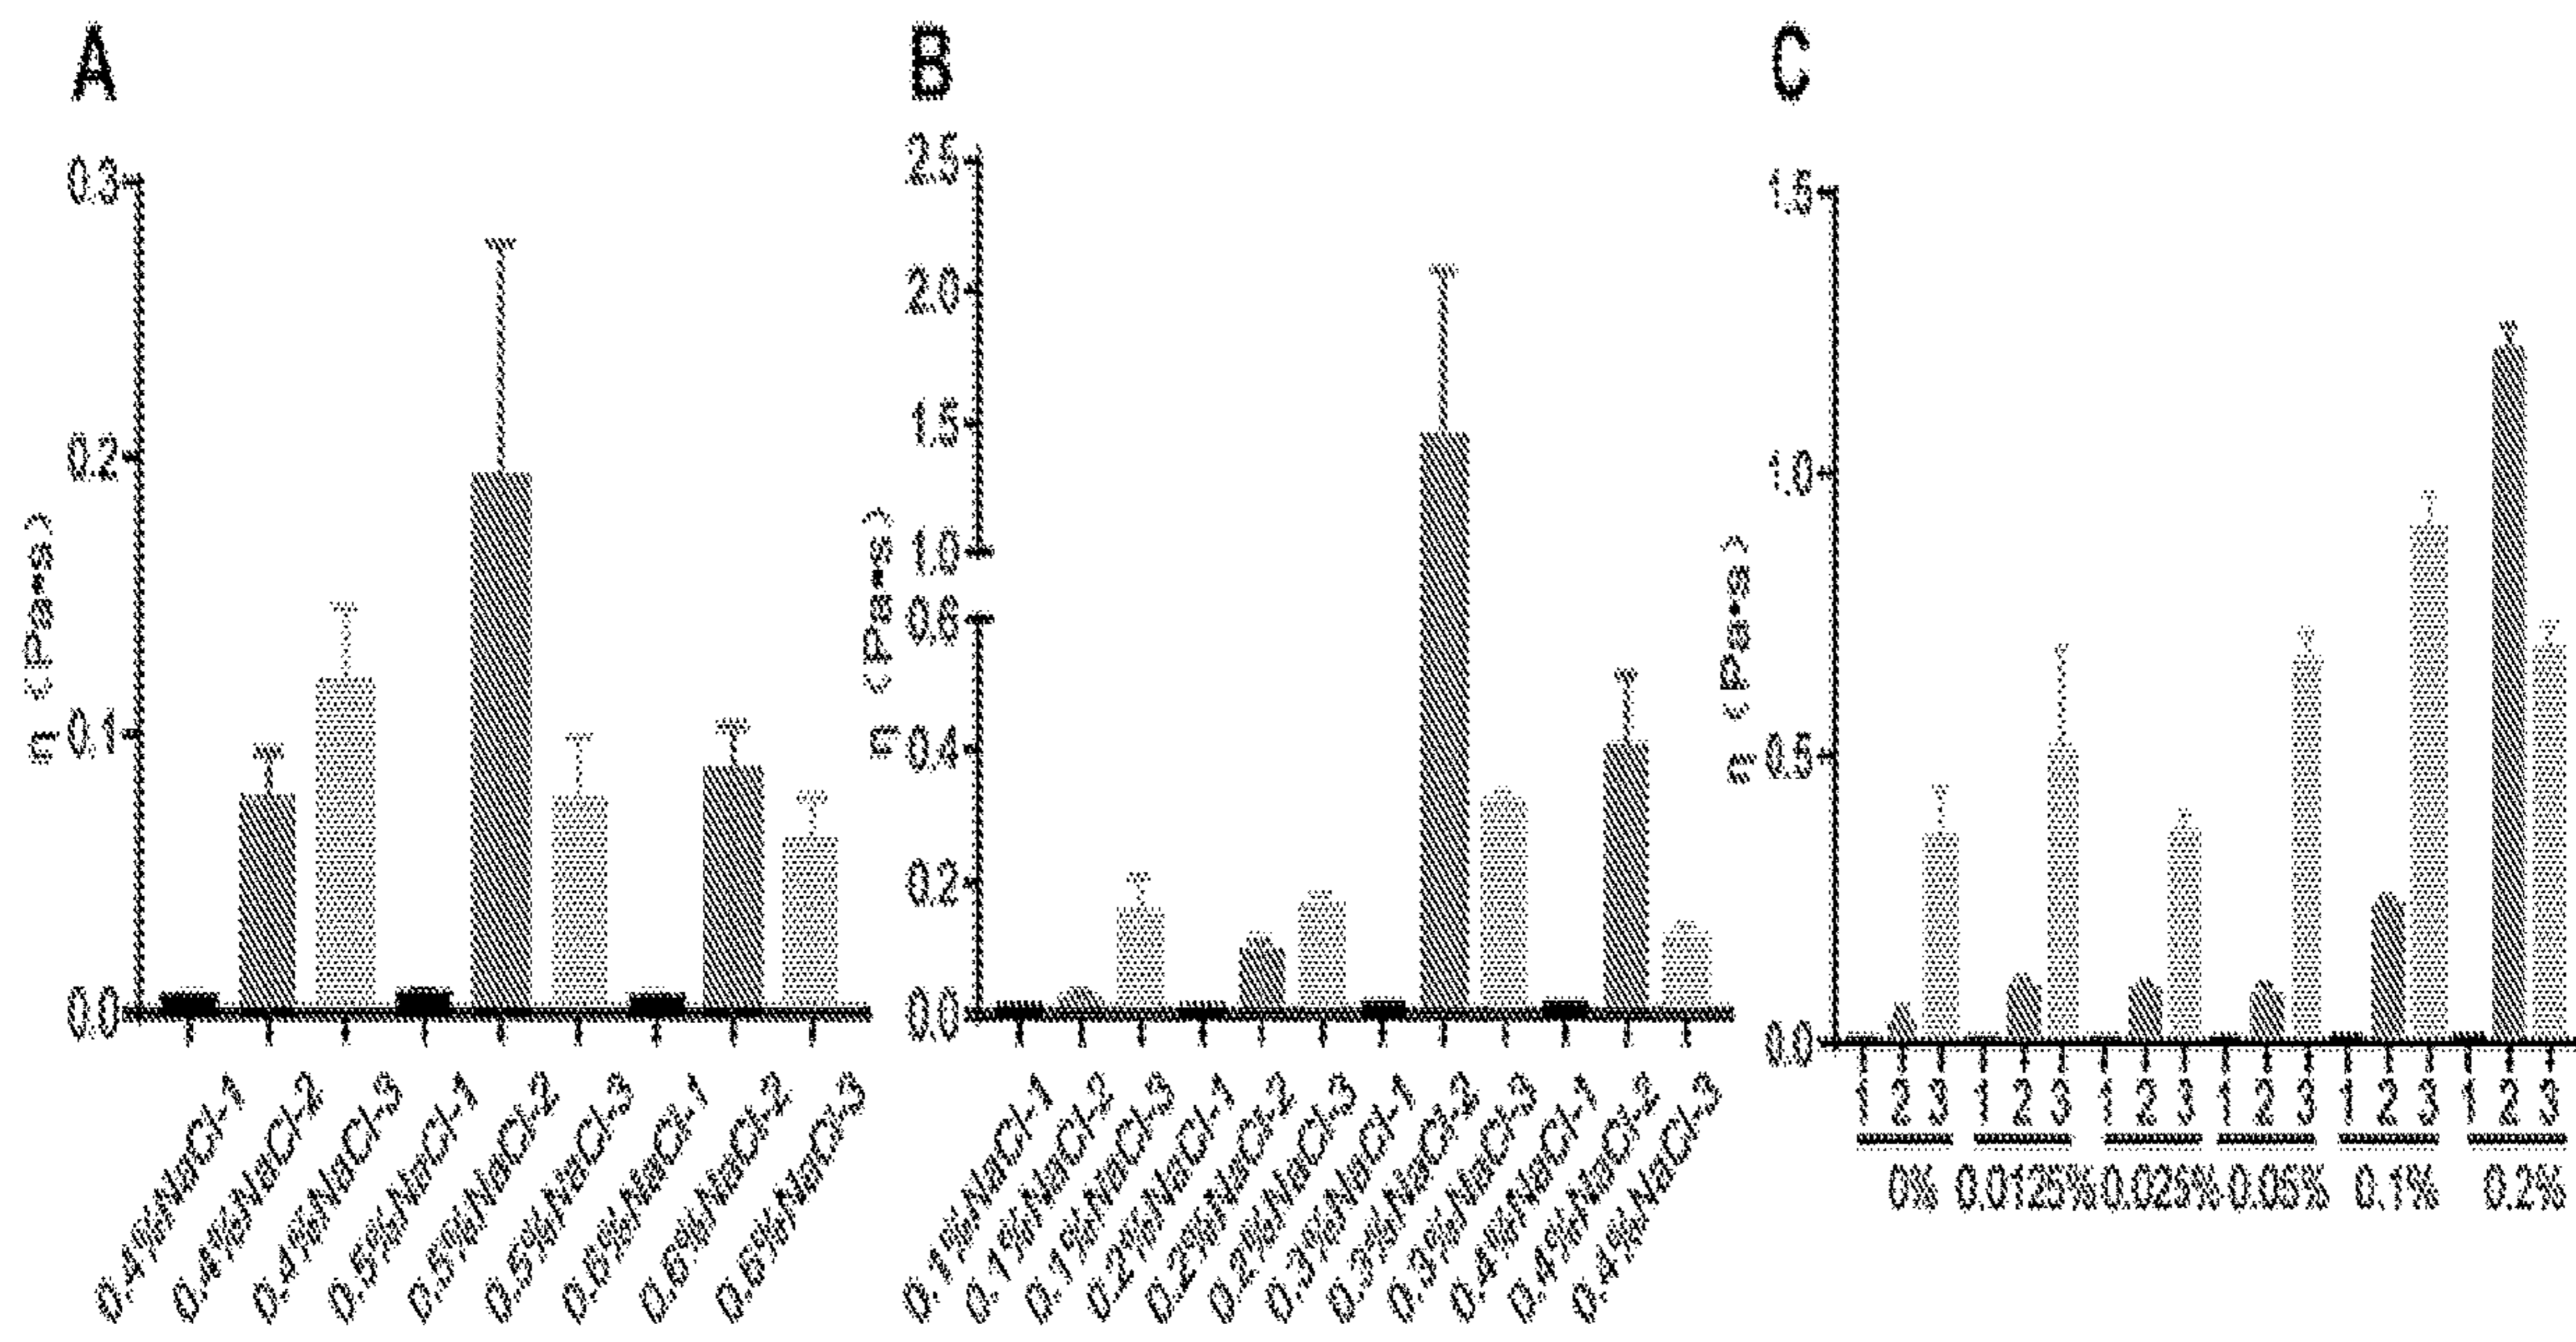 A
0.3
0.2
0.1
0.0
η (Pa•s)
0.4%NaCl-1
0.4%NaCl-2
0.4%NaCl-3
0.5%NaCl-1
0.5%NaCl-2
0.5%NaCl-3
0.6%NaCl-1
0.6%NaCl-2
0.6%NaCl-3
B
2.5
2.0
1.5
1.0
0.6
0.4
0.2
0.0
η (Pa•s)
0.1%NaCl-1
0.1%NaCl-2
0.1%NaCl-3
0.2%NaCl-1
0.2%NaCl-2
0.2%NaCl-3
0.3%NaCl-1
0.3%NaCl-2
0.3%NaCl-3
0.4%NaCl-1
0.4%NaCl-2
0.4%NaCl-3
C
1.5
1.0
0.5
0.0
η (Pa•s)
1 2 3 1 2 3 1 2 3 1 2 3 1 2 3 1 2 3
0% 0.0125% 0.025% 0.05% 0.1% 0.2%